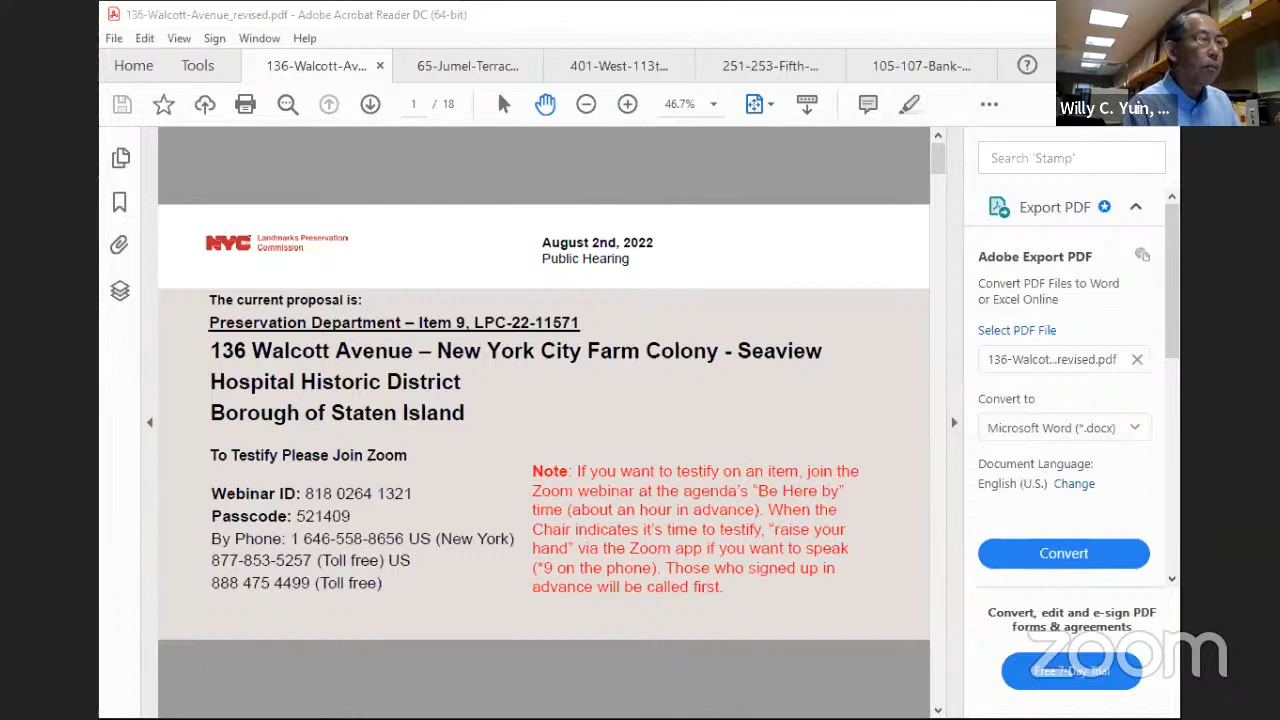 136-Walcott-Avenue_revised.pdf - Adobe Acrobat Reader DC (64-bit)
File Edit View Sign Window Help
Home Tools 136-Walcott-Av... 65-Jumel-Terrac... 401-West-113t... 251-253-Fifth-... 105-107-Bank-...
1 / 18 46.7%
Willy C. Yuin, ...
Search 'Stamp'
Export PDF
Adobe Export PDF
Convert PDF Files to Word
or Excel Online
Select PDF File
136-Walcot...revised.pdf
Convert to
Microsoft Word (*.docx)
Document Language:
English (U.S.) Change
Convert
Convert, edit and e-sign PDF
forms & agreements
Free 7-Day Trial
zoom
NYC Landmarks Preservation
Commission
August 2nd, 2022
Public Hearing
The current proposal is:
Preservation Department – Item 9, LPC-22-11571
136 Walcott Avenue – New York City Farm Colony - Seaview
Hospital Historic District
Borough of Staten Island
To Testify Please Join Zoom
Webinar ID: 818 0264 1321
Passcode: 521409
By Phone: 1 646-558-8656 US (New York)
877-853-5257 (Toll free) US
888 475 4499 (Toll free)
Note: If you want to testify on an item, join the
Zoom webinar at the agenda's “Be Here by”
time (about an hour in advance). When the
Chair indicates it's time to testify, “raise your
hand” via the Zoom app if you want to speak
(*9 on the phone). Those who signed up in
advance will be called first.